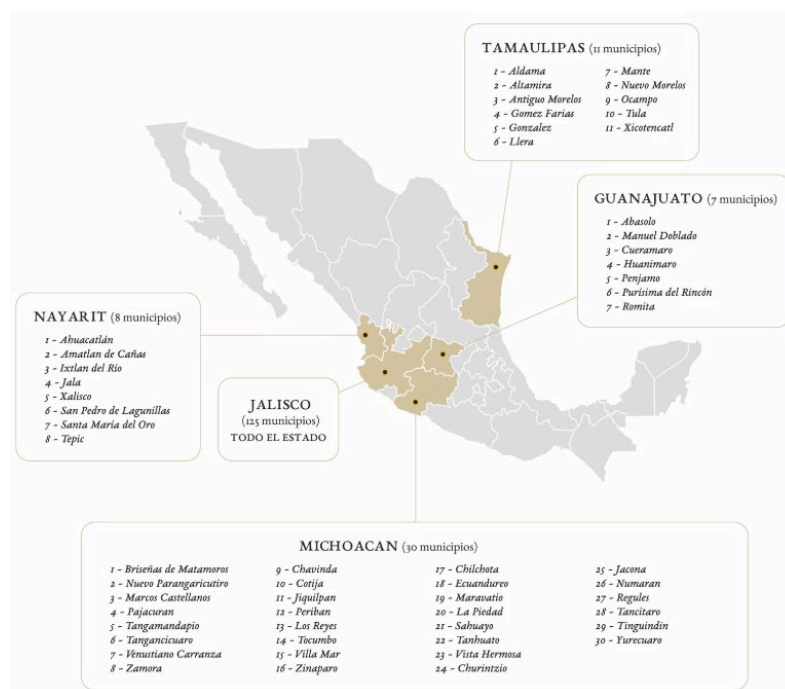 TAMAULIPAS (11 municipios)
1 - Aldama
2 - Altamira
3 - Antiguo Morelos
4 - Gomez Farias
5 - Gonzalez
6 - Llera
7 - Mante
8 - Nuevo Morelos
9 - Ocampo
10 - Tula
11 - Xicotencatl
GUANAJUATO (7 municipios)
1 - Abasolo
2 - Manuel Doblado
3 - Cueramaro
4 - Huanimaro
5 - Penjamo
6 - Purísima del Rincón
7 - Romita
NAYARIT (8 municipios)
1 - Ahuacatlán
2 - Amatlan de Cañas
3 - Ixtlan del Río
4 - Jala
5 - Xalisco
6 - San Pedro de Lagunillas
7 - Santa María del Oro
8 - Tepic
JALISCO
(125 municipios)
TODO EL ESTADO
MICHOACAN (30 municipios)
1 - Briseñas de Matamoros
2 - Nuevo Parangaricutiro
3 - Marcos Castellanos
4 - Pajacuran
5 - Tangamandapio
6 - Tangancicuaro
7 - Venustiano Carranza
8 - Zamora
9 - Chavinda
10 - Cotija
11 - Jiquilpan
12 - Periban
13 - Los Reyes
14 - Tocumbo
15 - Villa Mar
16 - Zinaparo
17 - Chilchota
18 - Ecuandureo
19 - Maravatio
20 - La Piedad
21 - Sahuayo
22 - Tanhuato
23 - Vista Hermosa
24 - Churintzio
25 - Jacona
26 - Numaran
27 - Regules
28 - Tancitaro
29 - Tinguindin
30 - Yurecuaro